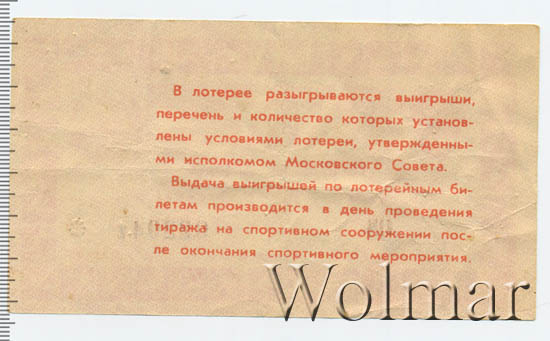 В лотерее разыгрываются выигрыши,
перечень и количество которых установ-
лены условиями лотереи, утвержденны-
ми исполкомом Московского Совета.
Выдача выигрышей по лотерейным би-
летам производится в день проведения
тиража на спортивном сооружении пос-
ле окончания спортивного мероприятия.
Wolmar